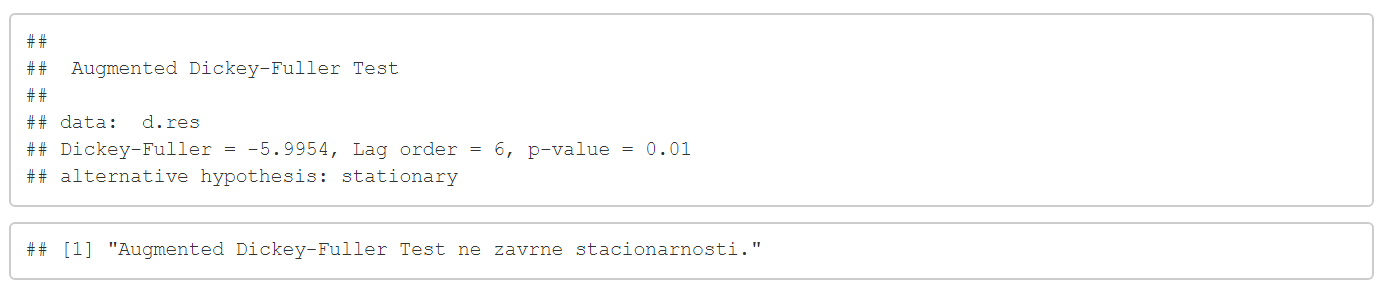 ##
##  Augmented Dickey-Fuller Test
##
## data:  d.res
## Dickey-Fuller = -5.9954, Lag order = 6, p-value = 0.01
## alternative hypothesis: stationary
## [1] "Augmented Dickey-Fuller Test ne zavrne stacionarnosti."